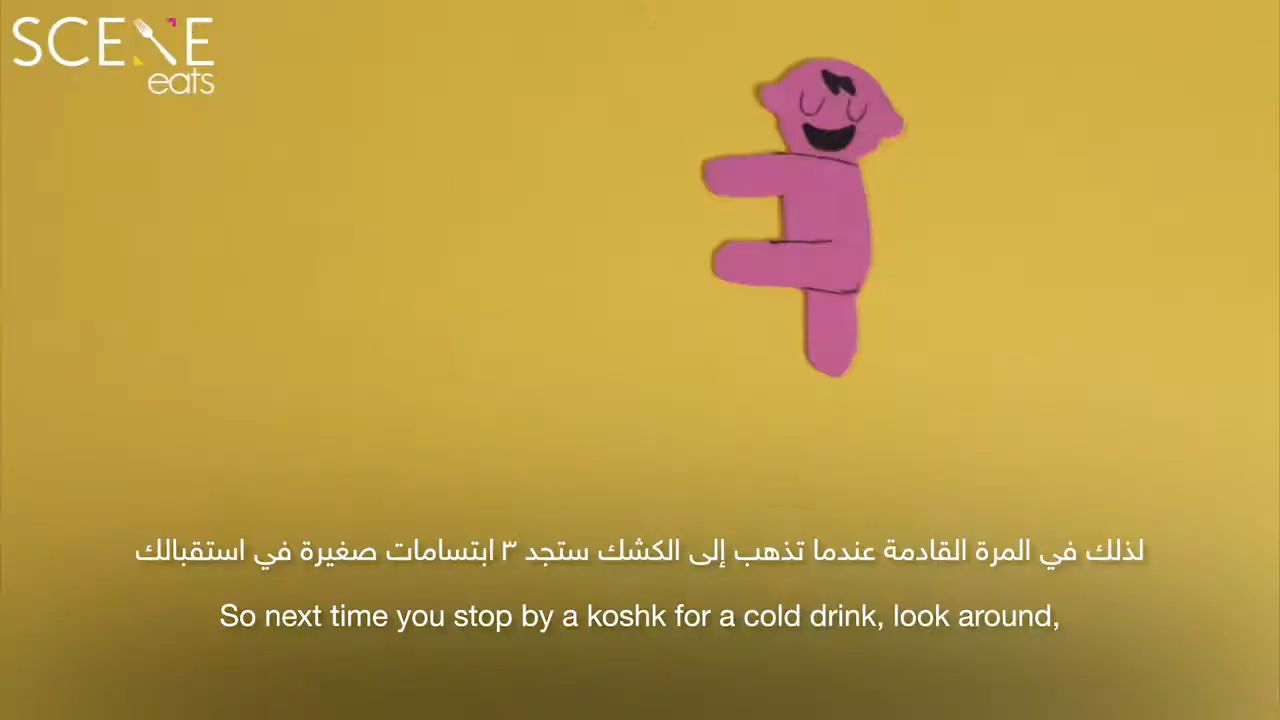 SCENE
eats
لذلك في المرة القادمة عندما تذهب إلى الكشك ستجد ٣ ابتسامات صغيرة في استقبالك
So next time you stop by a koshk for a cold drink, look around,